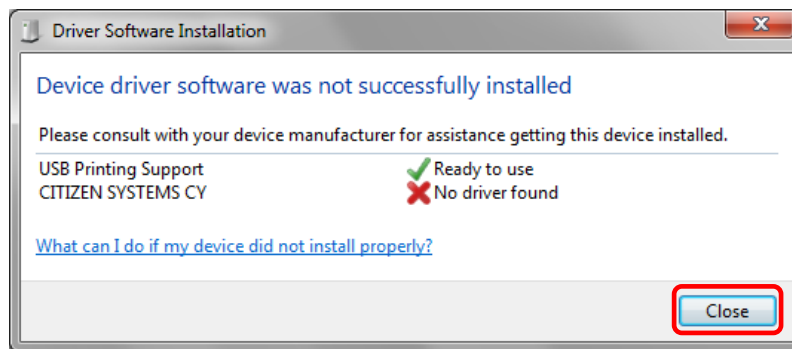 Driver Software Installation
Device driver software was not successfully installed
Please consult with your device manufacturer for assistance getting this device installed.
USB Printing Support Ready to use
CITIZEN SYSTEMS CY No driver found
What can I do if my device did not install properly?
Close